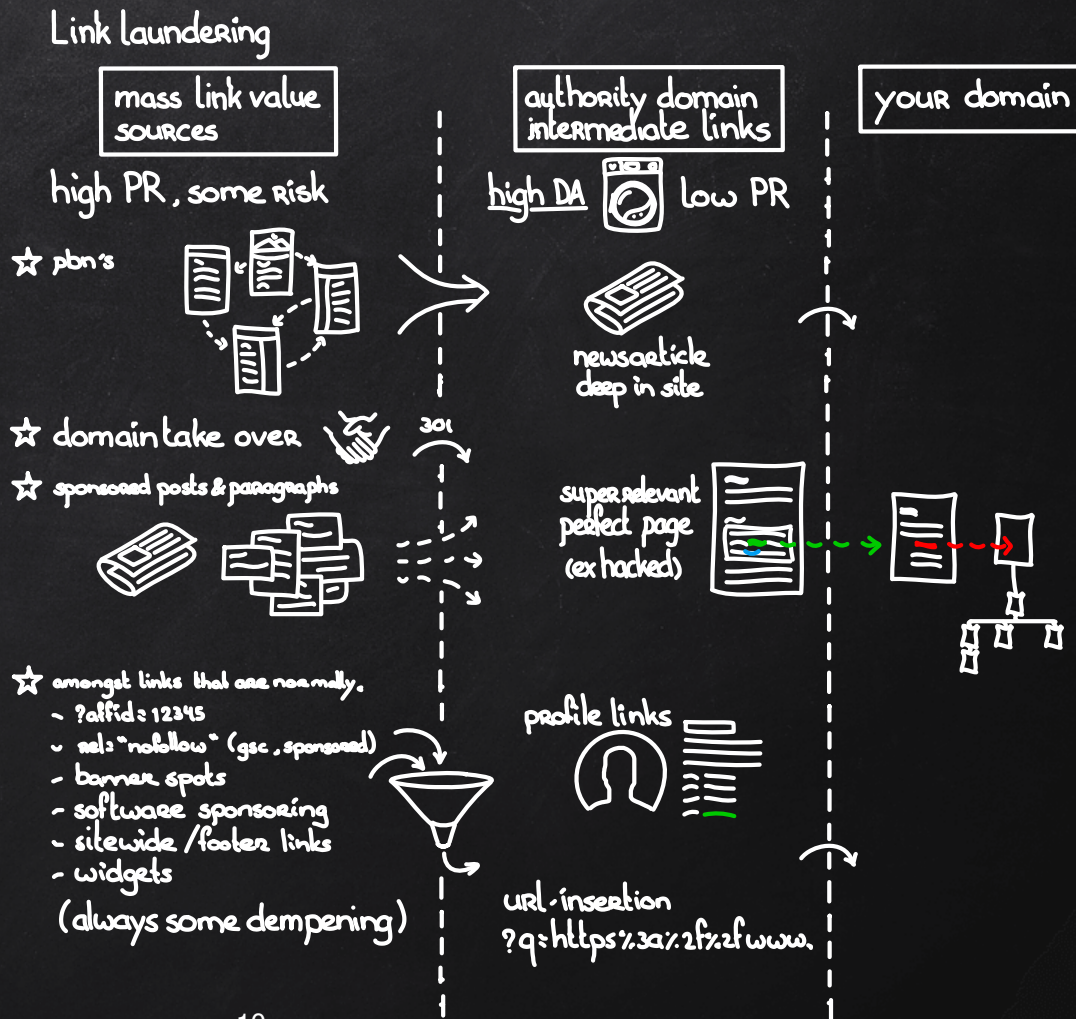 Link laundering
mass link value
sources
high PR, some risk
pbn's
domain take over
301
sponsored posts & paragraphs
amongst links that are normally.
- ?affid=12345
- rel="nofollow" (gsc, sponsored)
- banner spots
- software sponsoring
- sitewide /footer links
- widgets
(always some dempening)
authority domain
intermediate links
high DA low PR
newsarticle
deep in site
super relevant
perfect page
(ex hacked)
profile links
url-insertion
?q=https%3a%2f%2fwww.
your domain